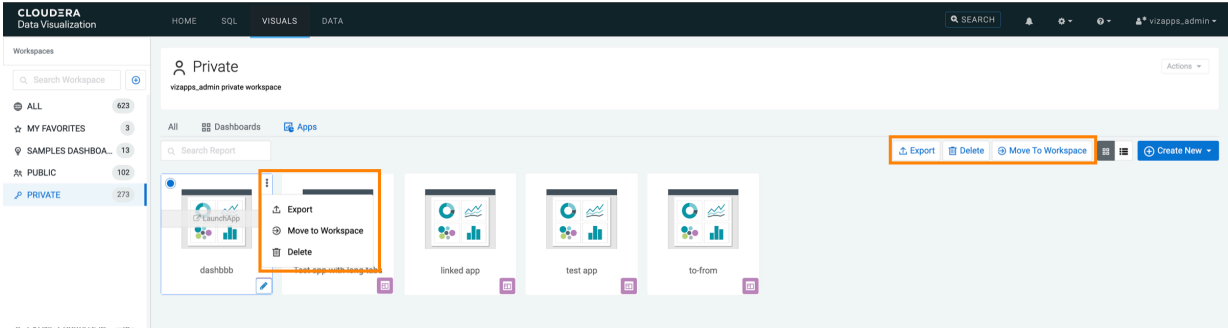 CLOUDERA
Data Visualization
HOME SQL VISUALS DATA
SEARCH
vizapps_admin
Workspaces
Search Workspace
ALL 623
MY FAVORITES 3
SAMPLES DASHBOA... 13
PUBLIC 102
PRIVATE 273
Private
vizapps_admin private workspace
Actions
All Dashboards Apps
Search Report
Export Delete Move To Workspace
Create New
LaunchApp
Export
Move to Workspace
Delete
dashbbb
Test app with long tabs
linked app
test app
to-from